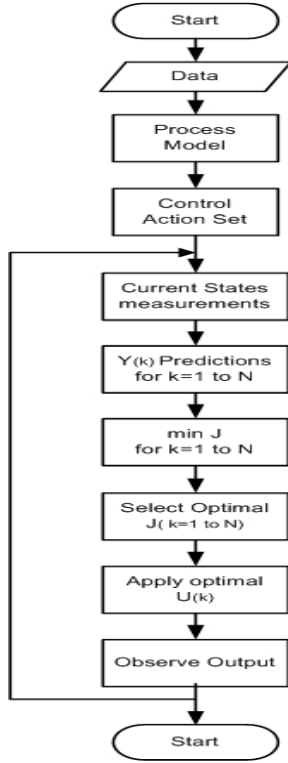 Start
Data
Process
Model
Control
Action Set
Current States
measurements
Y(k) Predictions
for k=1 to N
min J
for k=1 to N
Select Optimal
J( k=1 to N)
Apply optimal
U(k)
Observe Output
Start